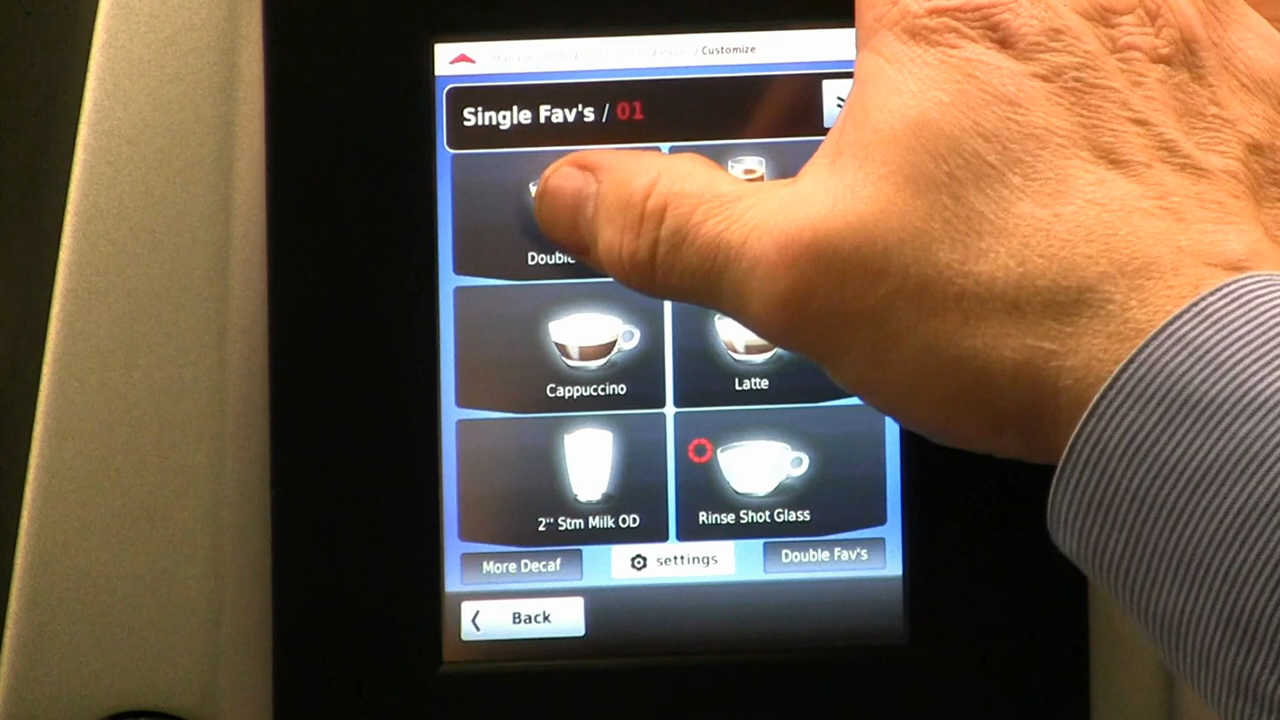 Customize
Single Fav's / 01
Cappuccino
Latte
2'' Stm Milk OD
Rinse Shot Glass
More Decaf
settings
Double Fav's
Back